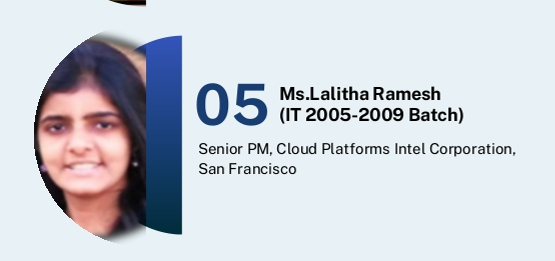 05
Ms.Lalitha Ramesh
(IT 2005-2009 Batch)
Senior PM, Cloud Platforms Intel Corporation,
San Francisco